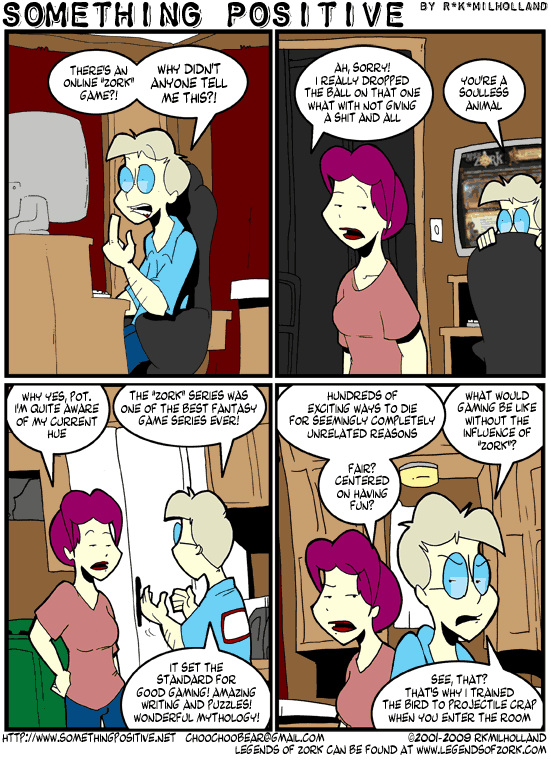 SOMETHING POSITIVE BY R*K*MILHOLLAND
THERE'S AN
ONLINE "ZORK"
GAME?!
WHY DIDN'T
ANYONE TELL
ME THIS?!
AH, SORRY!
I REALLY DROPPED
THE BALL ON THAT ONE
WHAT WITH NOT GIVING
A SHIT AND ALL
YOU'RE A
SOULLESS
ANIMAL
ZORK
WHY YES, POT.
I'M QUITE AWARE
OF MY CURRENT
HUE
THE "ZORK" SERIES WAS
ONE OF THE BEST FANTASY
GAME SERIES EVER!
IT SET THE
STANDARD FOR
GOOD GAMING! AMAZING
WRITING AND PUZZLES!
WONDERFUL MYTHOLOGY!
HUNDREDS OF
EXCITING WAYS TO DIE
FOR SEEMINGLY COMPLETELY
UNRELATED REASONS
WHAT WOULD
GAMING BE LIKE
WITHOUT THE
INFLUENCE OF
"ZORK"?
FAIR?
CENTERED
ON HAVING
FUN?
SEE, THAT?
THAT'S WHY I TRAINED
THE BIRD TO PROJECTILE CRAP
WHEN YOU ENTER THE ROOM
HTTP://WWW.SOMETHINGPOSITIVE.NET CHOOCHOOBEAR@GMAIL.COM ©2001-2009 RKMILHOLLAND
LEGENDS OF ZORK CAN BE FOUND AT WWW.LEGENDSOFZORK.COM